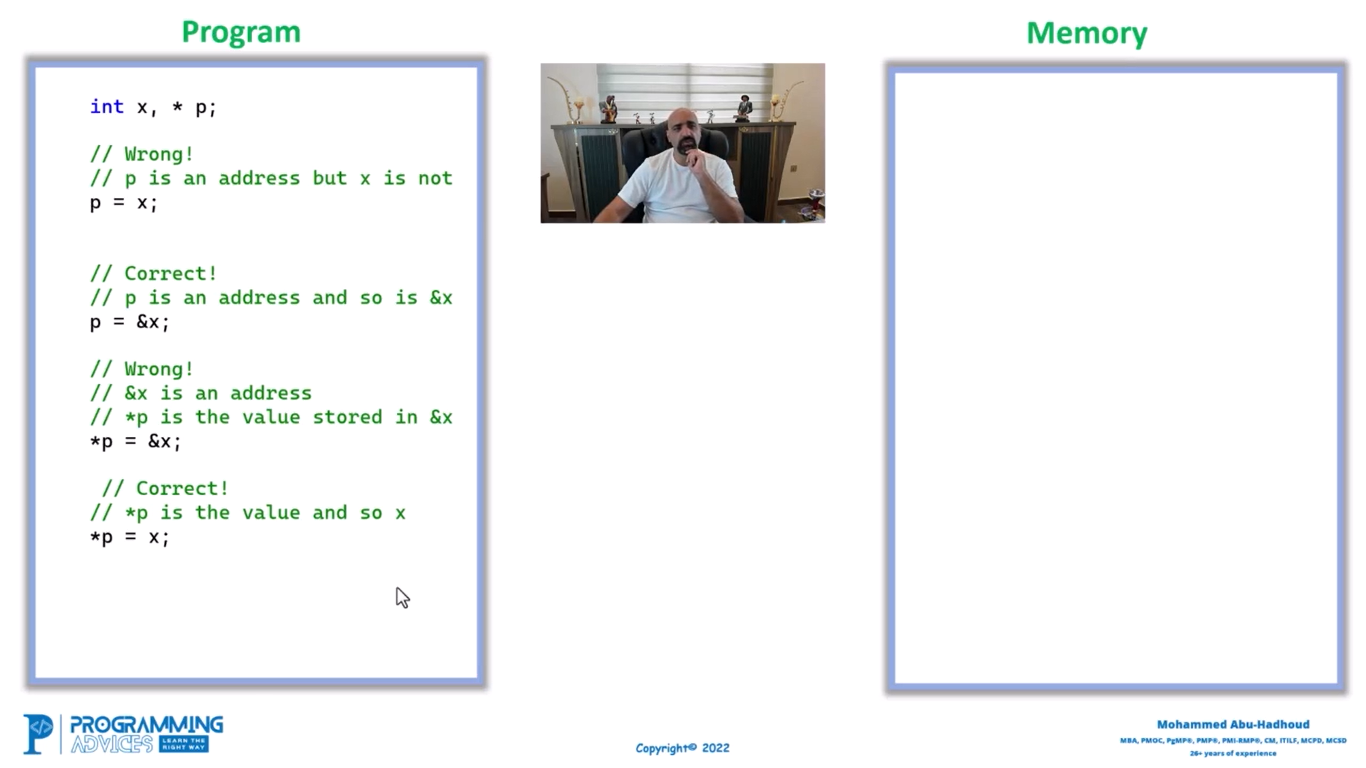 Program
Memory
int x, * p;
// Wrong!
// p is an address but x is not
p = x;
// Correct!
// p is an address and so is &x
p = &x;
// Wrong!
// &x is an address
// *p is the value stored in &x
*p = &x;
// Correct!
// *p is the value and so x
*p = x;
PROGRAMMING
ADVICES LEARN THE RIGHT WAY
Copyright© 2022
Mohammed Abu-Hadhoud
MBA, PMOC, PgMP®, PMP®, PMI-RMP®, CM, ITILF, MCPD, MCSD
26+ years of experience